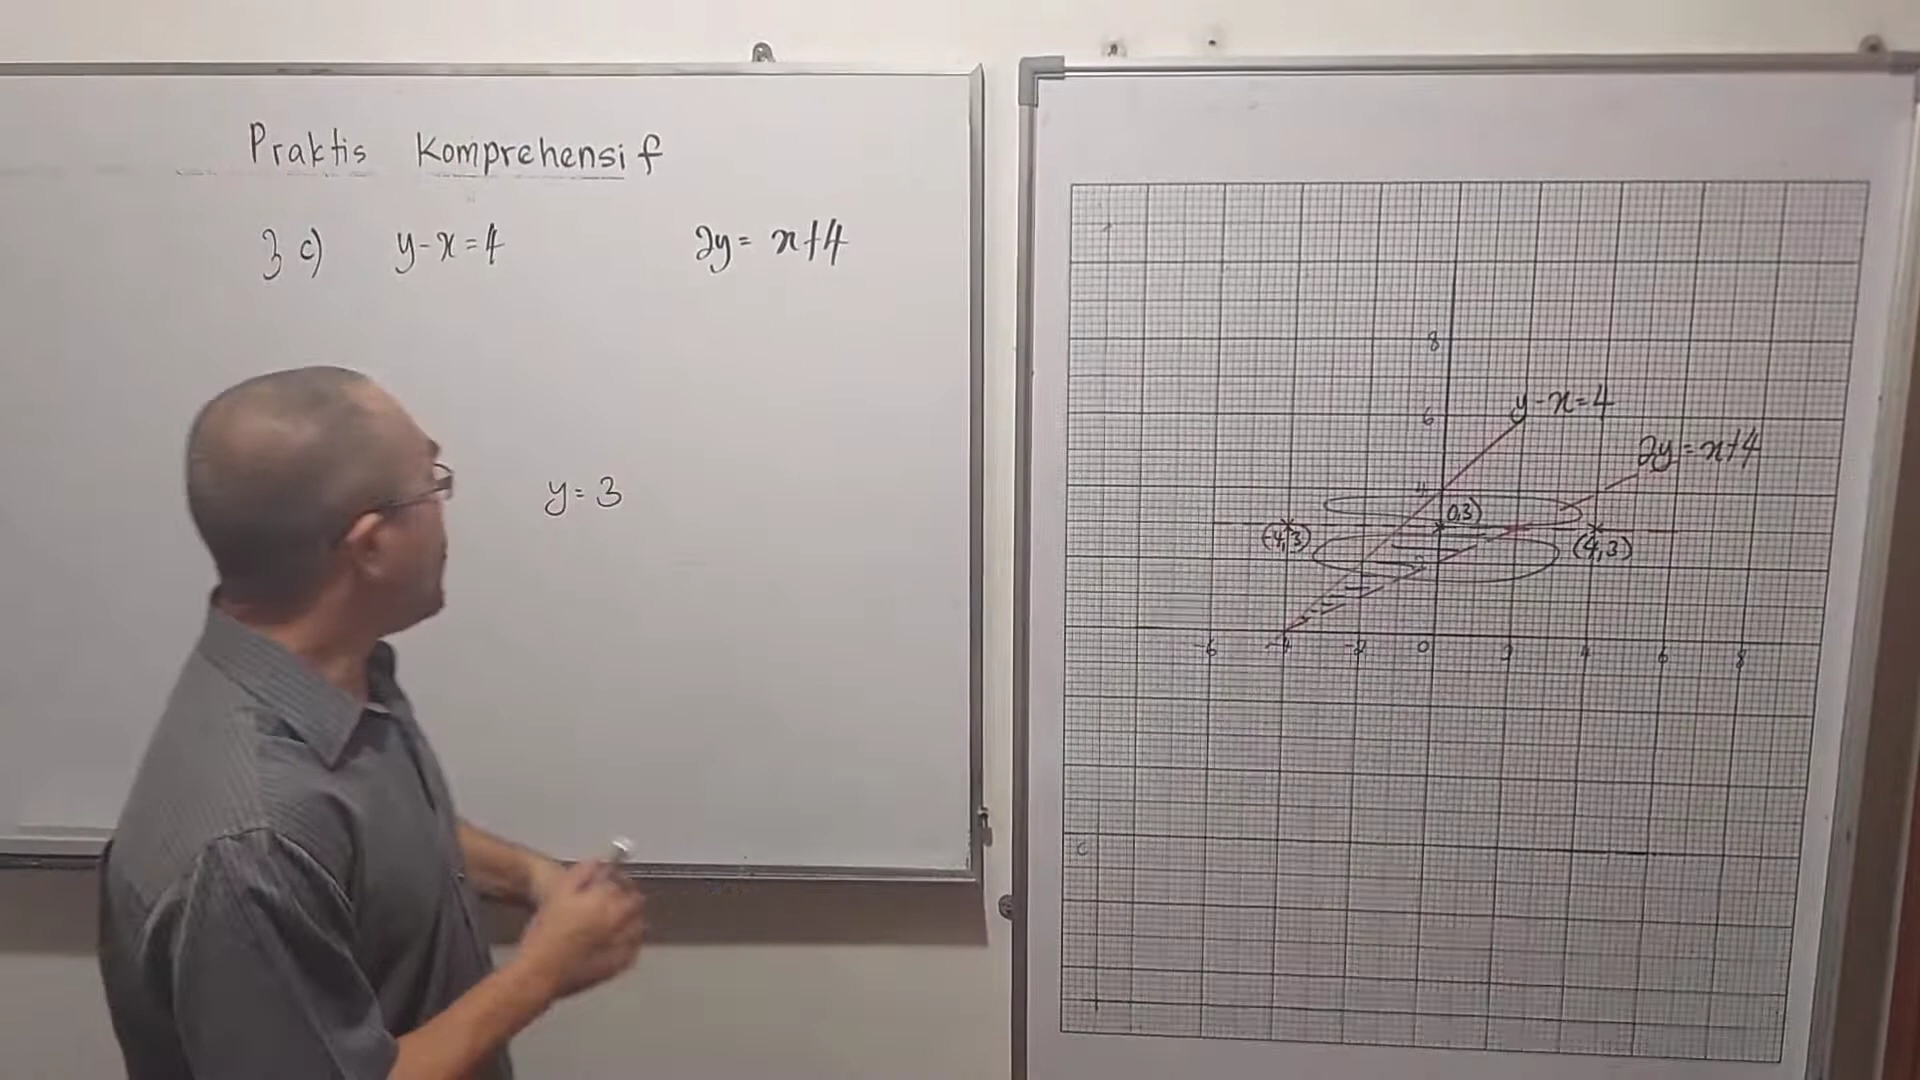 Praktis Komprehensif
3 c) y-x=4 2y= x+4
y=3
8
y-x=4
6
2y=x+4
4
(0,3)
(-4,3) (4,3)
2
-6 -4 -2 0 2 4 6 8
c